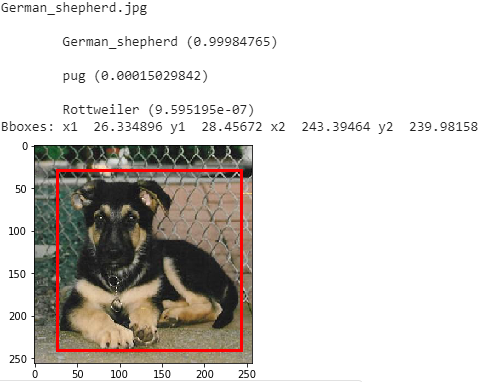 German_shepherd.jpg
German_shepherd (0.99984765)
pug (0.00015029842)
Rottweiler (9.595195e-07)
Bboxes: x1  26.334896 y1  28.45672 x2  243.39464 y2  239.98158
0
50
100
150
200
250
0 50 100 150 200 250